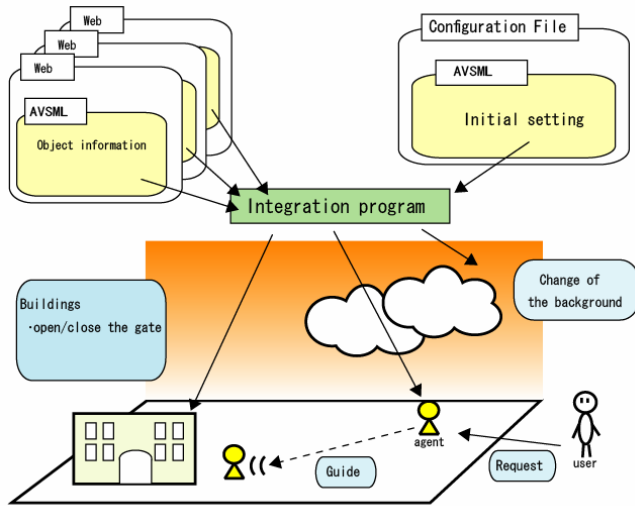 Web
Web
Web
AVSML
Object information
Configuration File
AVSML
Initial setting
Integration program
Buildings
・open/close the gate
Change of
the background
agent
Guide
Request
user